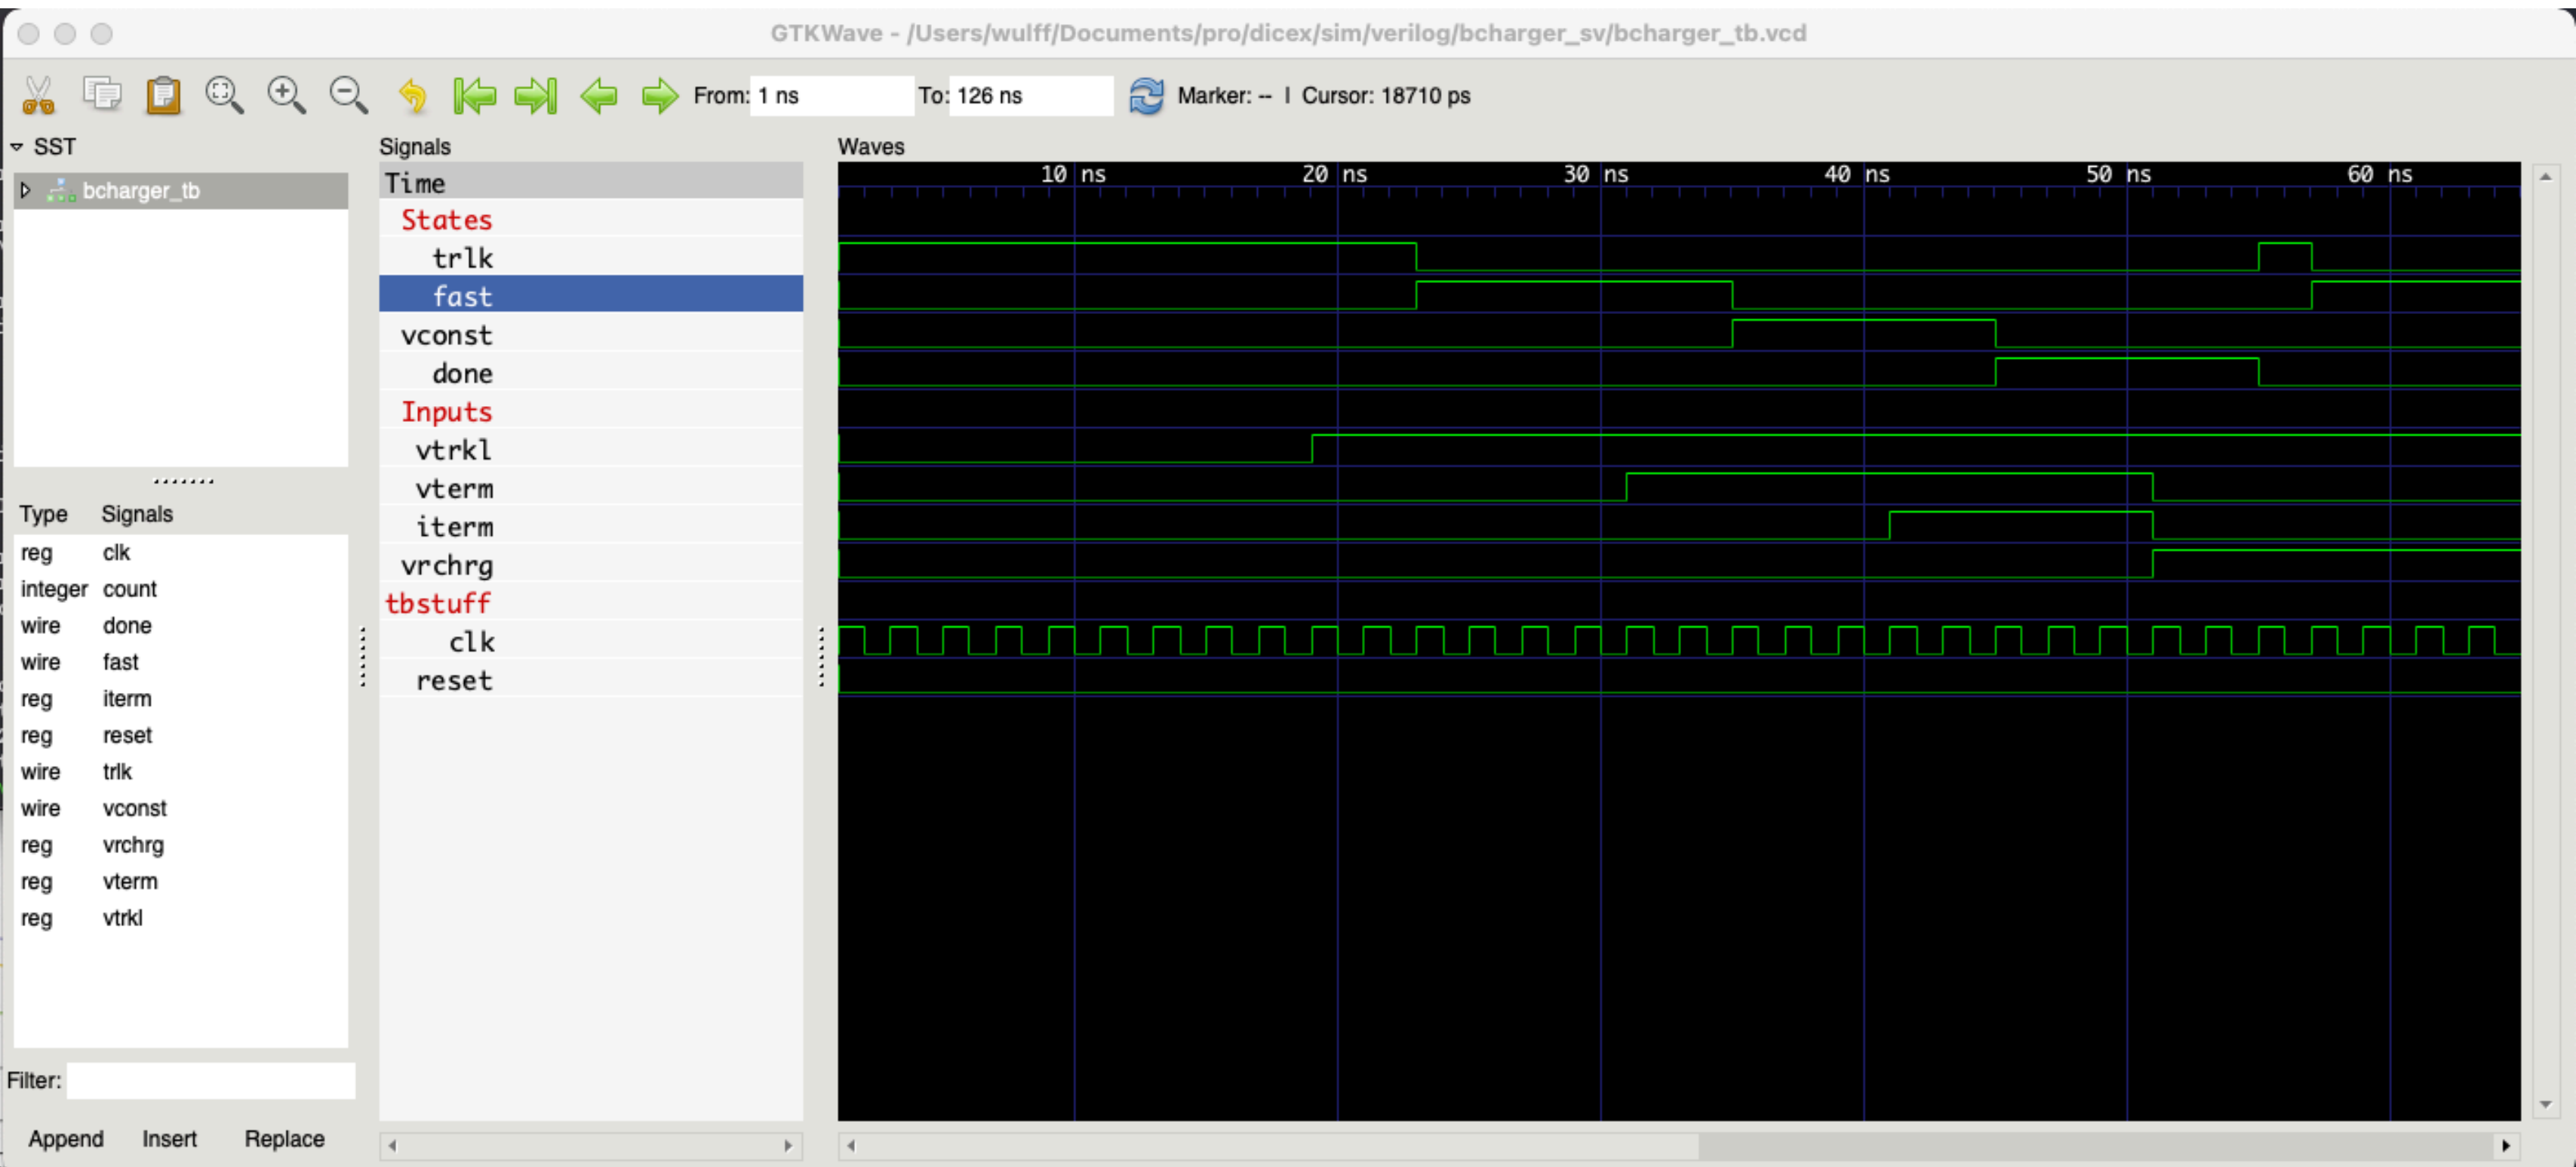 GTKWave - /Users/wulff/Documents/pro/dicex/sim/verilog/bcharger_sv/bcharger_tb.vcd
From: 1 ns To: 126 ns Marker: -- | Cursor: 18710 ps
SST
bcharger_tb
Type Signals
reg clk
integer count
wire done
wire fast
reg iterm
reg reset
wire trlk
wire vconst
reg vrchrg
reg vterm
reg vtrkl
Filter:
Append Insert Replace
Signals
Time
States
trlk
fast
vconst
done
Inputs
vtrkl
vterm
iterm
vrchrg
tbstuff
clk
reset
Waves
10 ns 20 ns 30 ns 40 ns 50 ns 60 ns